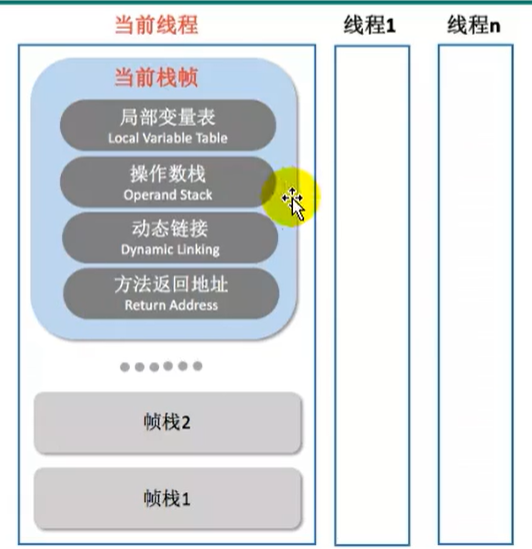 当前线程
线程1
线程n
当前栈帧
局部变量表
Local Variable Table
操作数栈
Operand Stack
动态链接
Dynamic Linking
方法返回地址
Return Address
帧栈2
帧栈1